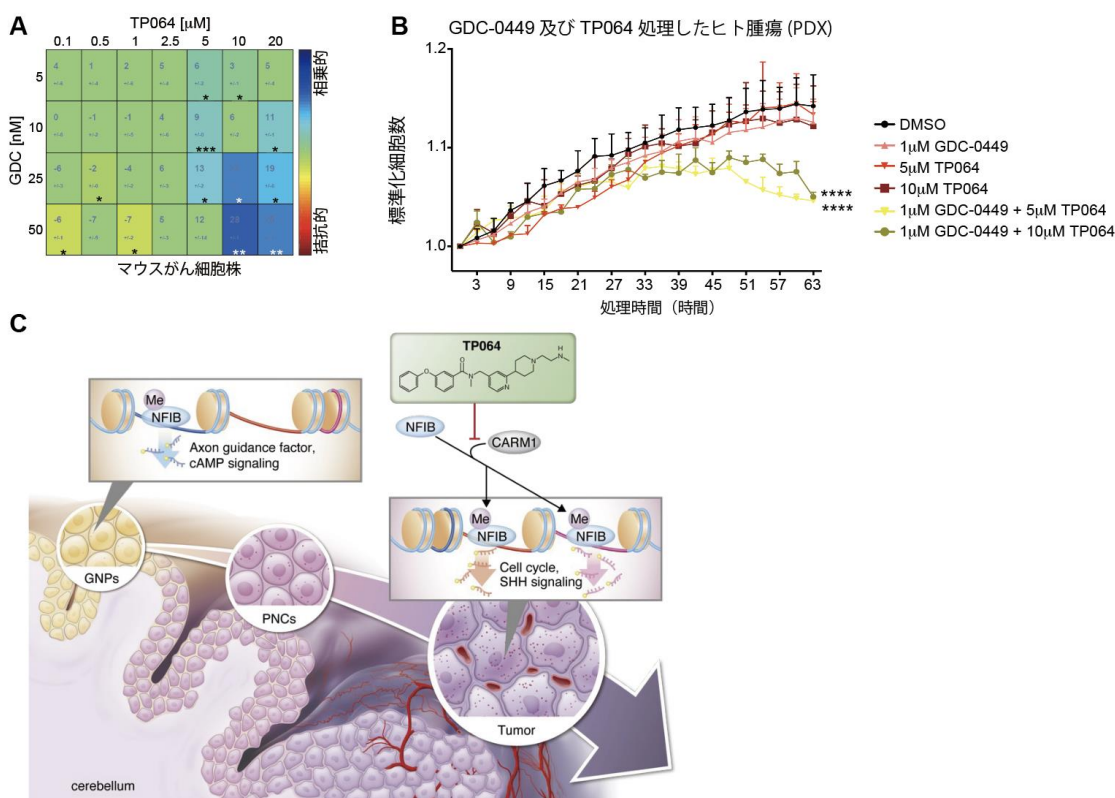 A
TP064 [μM]
0.1 0.5 1 2.5 5 10 20
GDC [nM]
5 4 1 2 5 6 3 5
* *
10 0 -1 -1 4 9 6 11
*** *
25 -6 -2 -4 6 13 19
* * * *
50 -6 -1 -7 5 12 28
* * ** **
相乗的
拮抗的
マウスがん細胞株
B
GDC-0449 及び TP064 処理したヒト腫瘍 (PDX)
標準化細胞数
1.2
1.1
1.0
3 9 15 21 27 33 39 45 51 57 63
処理時間（時間）
****
****
DMSO
1μM GDC-0449
5μM TP064
10μM TP064
1μM GDC-0449 + 5μM TP064
1μM GDC-0449 + 10μM TP064
C
TP064
O
N
O
N
N
H
N
NFIB
CARM1
Me
NFIB
Axon guidance factor,
cAMP signaling
Me
NFIB
Me
NFIB
Cell cycle,
SHH signaling
GNPs
PNCs
Tumor
cerebellum